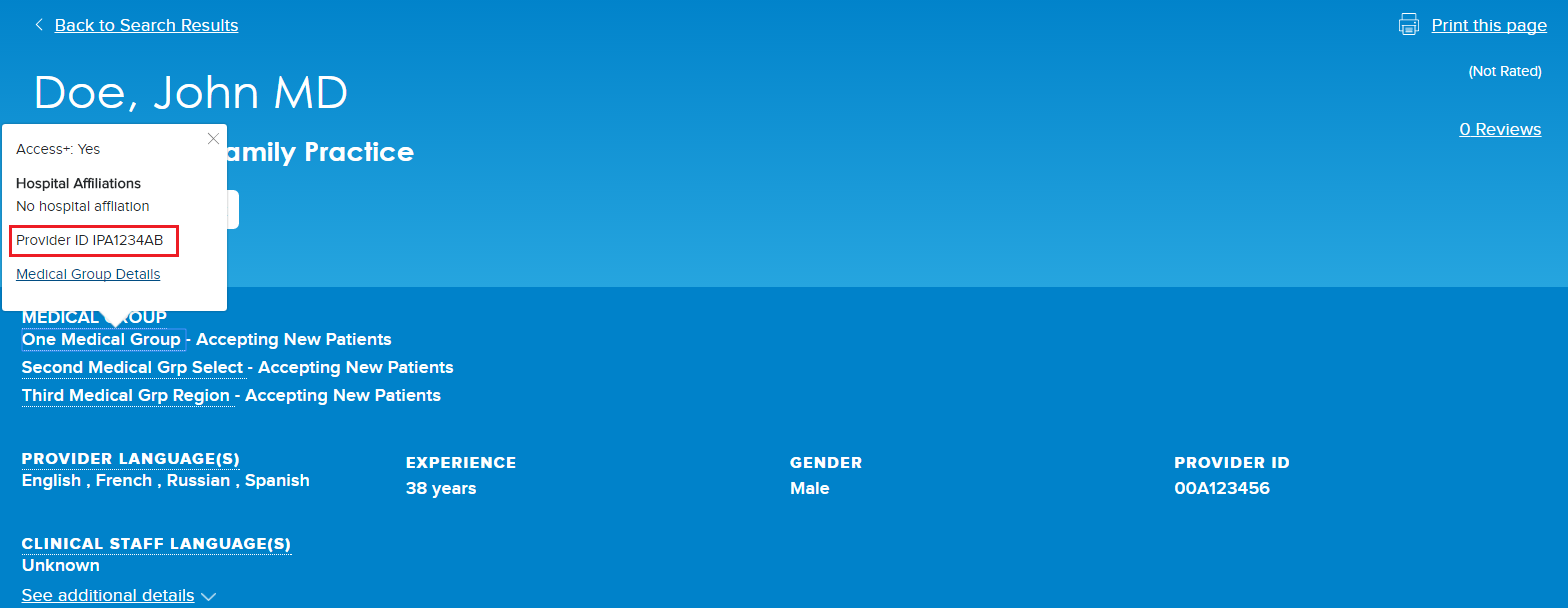 Back to Search Results
Print this page
(Not Rated)
Doe, John MD
0 Reviews
amily Practice
Access+: Yes
Hospital Affiliations
No hospital affliation
Provider ID IPA1234AB
Medical Group Details
MEDICAL GROUP
One Medical Group - Accepting New Patients
Second Medical Grp Select - Accepting New Patients
Third Medical Grp Region - Accepting New Patients
PROVIDER LANGUAGE(S)
English , French , Russian , Spanish
EXPERIENCE
38 years
GENDER
Male
PROVIDER ID
00A123456
CLINICAL STAFF LANGUAGE(S)
Unknown
See additional details